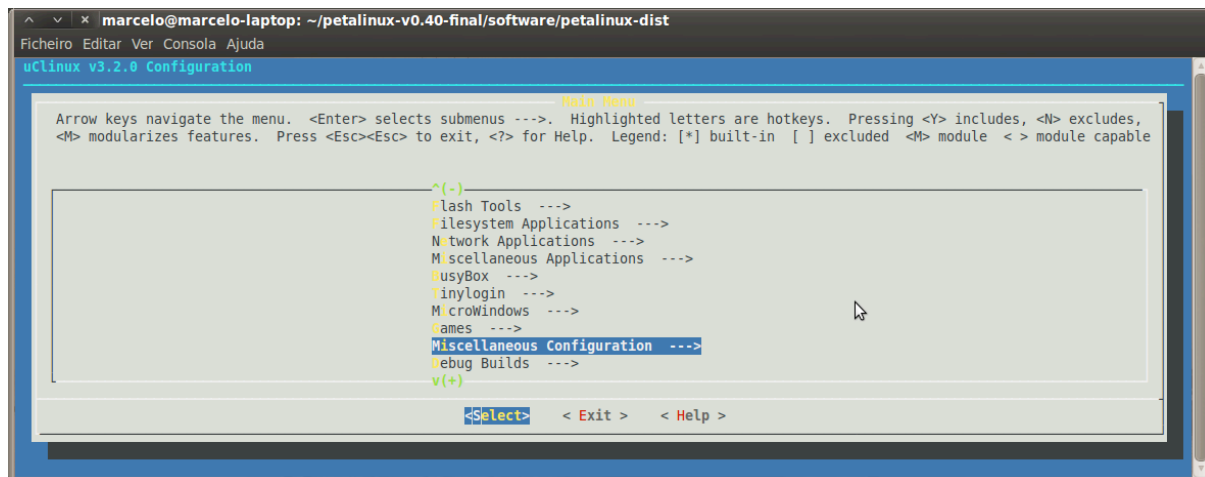 marcelo@marcelo-laptop: ~/petalinux-v0.40-final/software/petalinux-dist
Ficheiro Editar Ver Consola Ajuda
uClinux v3.2.0 Configuration
Main Menu
Arrow keys navigate the menu. <Enter> selects submenus --->. Highlighted letters are hotkeys. Pressing <Y> includes, <N> excludes,
<M> modularizes features. Press <Esc><Esc> to exit, <?> for Help. Legend: [*] built-in [ ] excluded <M> module < > module capable
^(-)
Flash Tools --->
Filesystem Applications --->
Network Applications --->
Miscellaneous Applications --->
BusyBox --->
Tinylogin --->
MicroWindows --->
Games --->
Miscellaneous Configuration --->
Debug Builds --->
v(+)
<Select> < Exit > < Help >